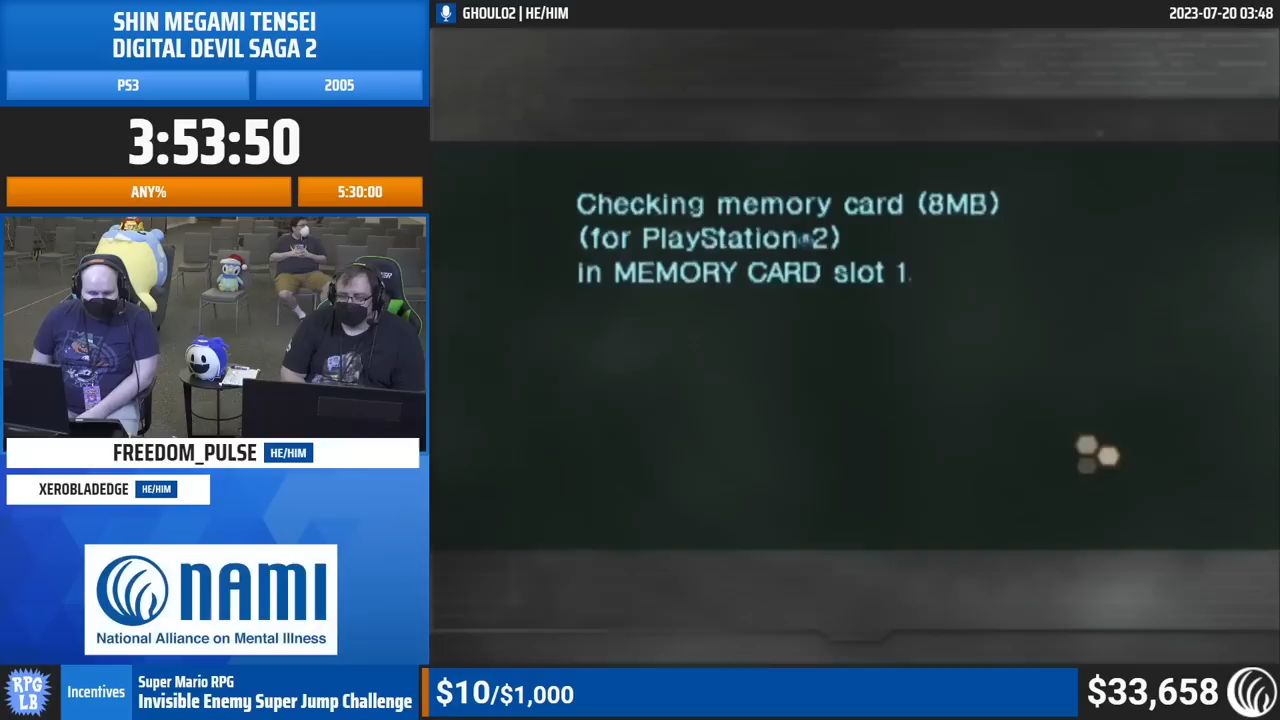 SHIN MEGAMI TENSEI
DIGITAL DEVIL SAGA 2
PS3
2005
3:53:50
ANY%
5:30:00
FREEDOM_PULSE
HE/HIM
XEROBLADEDGE
HE/HIM
NAMI
National Alliance on Mental Illness
GHOUL02 | HE/HIM
2023-07-20 03:48
Checking memory card (8MB)
(for PlayStation®2)
in MEMORY CARD slot 1.
RPG
LB
Incentives
Super Mario RPG
Invisible Enemy Super Jump Challenge
$10/$1,000
$33,658